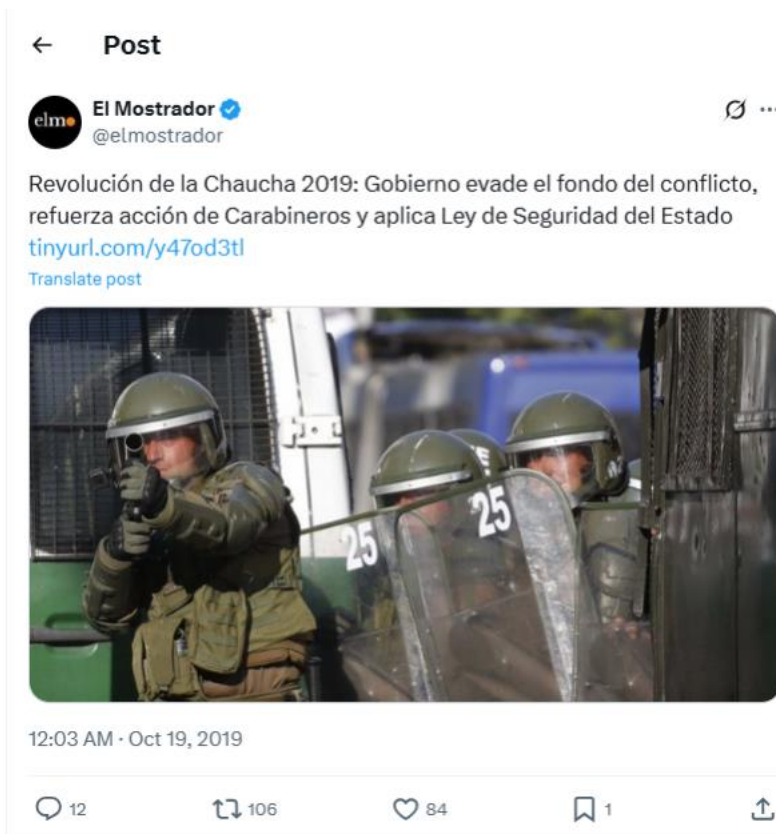 Post
elmo
El Mostrador
@elmostrador
Revolución de la Chaucha 2019: Gobierno evade el fondo del conflicto,
refuerza acción de Carabineros y aplica Ley de Seguridad del Estado
tinyurl.com/y47od3tl
Translate post
25
25
12:03 AM · Oct 19, 2019
12
106
84
1